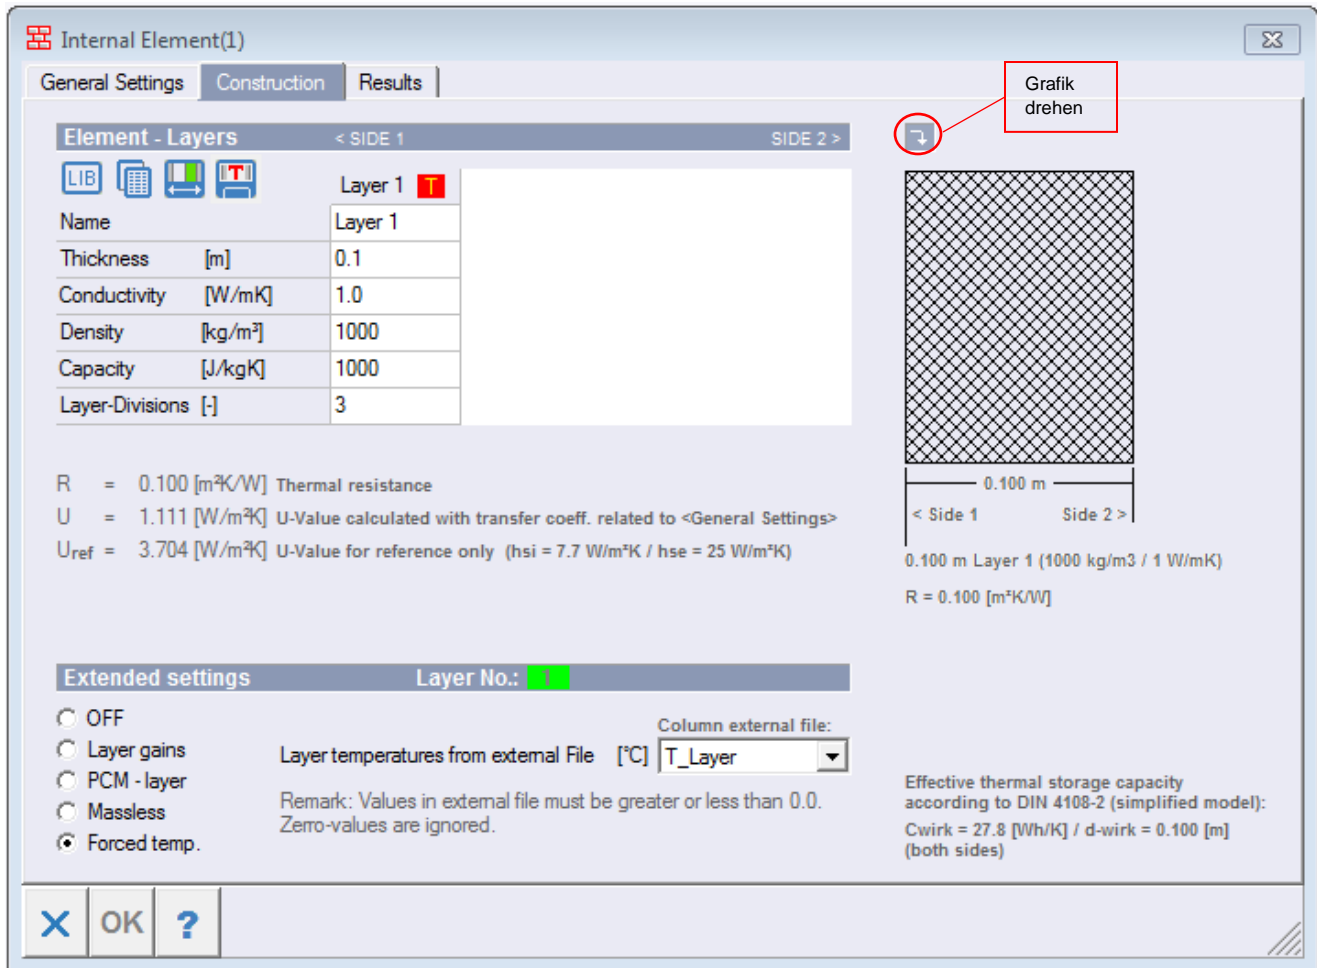 Internal Element(1)
General Settings Construction Results
Grafik
drehen
Element - Layers < SIDE 1 SIDE 2 >
LIB T
Layer 1 T
Name Layer 1
Thickness [m] 0.1
Conductivity [W/mK] 1.0
Density [kg/m³] 1000
Capacity [J/kgK] 1000
Layer-Divisions [-] 3
R = 0.100 [m²K/W] Thermal resistance
U = 1.111 [W/m²K] U-Value calculated with transfer coeff. related to <General Settings>
Uref = 3.704 [W/m²K] U-Value for reference only (hsi = 7.7 W/m²K / hse = 25 W/m²K)
0.100 m
< Side 1 Side 2 >
0.100 m Layer 1 (1000 kg/m3 / 1 W/mK)
R = 0.100 [m²K/W]
Extended settings Layer No.: 1
OFF
Layer gains
PCM - layer
Massless
Forced temp.
Column external file:
Layer temperatures from external File [°C] T_Layer
Remark: Values in external file must be greater or less than 0.0.
Zerro-values are ignored.
Effective thermal storage capacity
according to DIN 4108-2 (simplified model):
Cwirk = 27.8 [Wh/K] / d-wirk = 0.100 [m]
(both sides)
OK ?